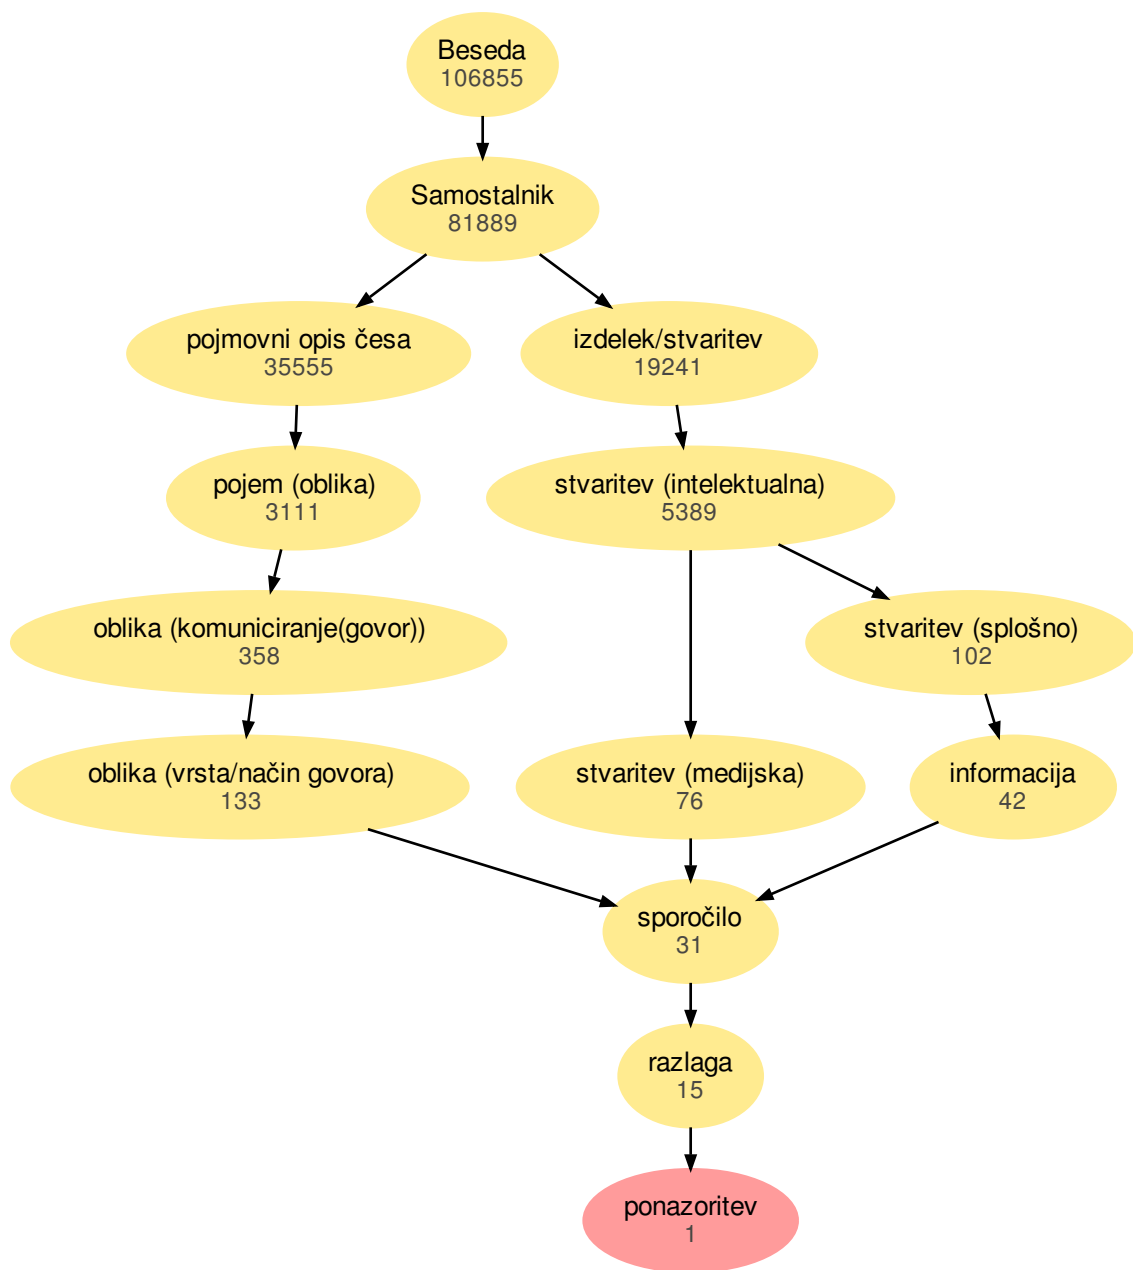 Beseda
106855
Samostalnik
81889
pojmovni opis česa
35555
izdelek/stvaritev
19241
pojem (oblika)
3111
stvaritev (intelektualna)
5389
oblika (komuniciranje(govor))
358
stvaritev (splošno)
102
oblika (vrsta/način govora)
133
stvaritev (medijska)
76
informacija
42
sporočilo
31
razlaga
15
ponazoritev
1